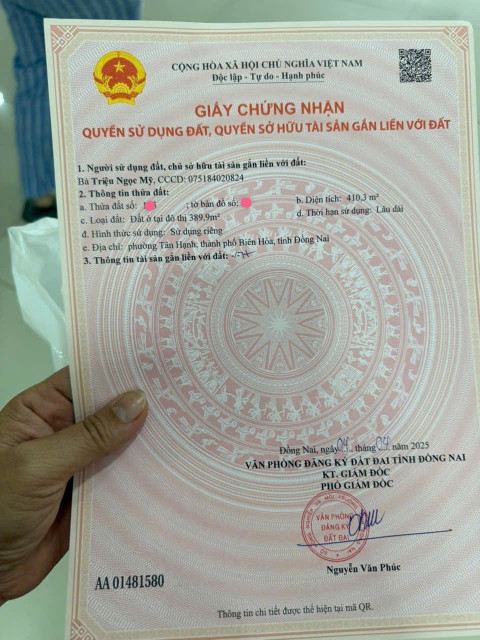 CỘNG HÒA XÃ HỘI CHỦ NGHĨA VIỆT NAM
Độc lập - Tự do - Hạnh phúc
GIẤY CHỨNG NHẬN
QUYỀN SỬ DỤNG ĐẤT, QUYỀN SỞ HỮU TÀI SẢN GẮN LIỀN VỚI ĐẤT
1. Người sử dụng đất, chủ sở hữu tài sản gắn liền với đất:
Bà Triệu Ngọc Mỹ, CCCD: 075184020824
2. Thông tin thửa đất:
a. Thửa đất số: ; tờ bản đồ số: b. Diện tích: 410,3 m²
c. Loại đất: Đất ở tại đô thị 389,9m² d. Thời hạn sử dụng: Lâu dài
đ. Hình thức sử dụng: Sử dụng riêng
e. Địa chỉ: phường Tân Hạnh, thành phố Biên Hòa, tỉnh Đồng Nai
3. Thông tin tài sản gắn liền với đất: -/-
Đồng Nai, ngày 04 tháng 04 năm 2025
VĂN PHÒNG ĐĂNG KÝ ĐẤT ĐAI TỈNH ĐỒNG NAI
KT. GIÁM ĐỐC
PHÓ GIÁM ĐỐC
VĂN PHÒNG
ĐĂNG KÝ
ĐẤT ĐAI
Nguyễn Văn Phúc
AA 01481580
Thông tin chi tiết được thể hiện tại mã QR.